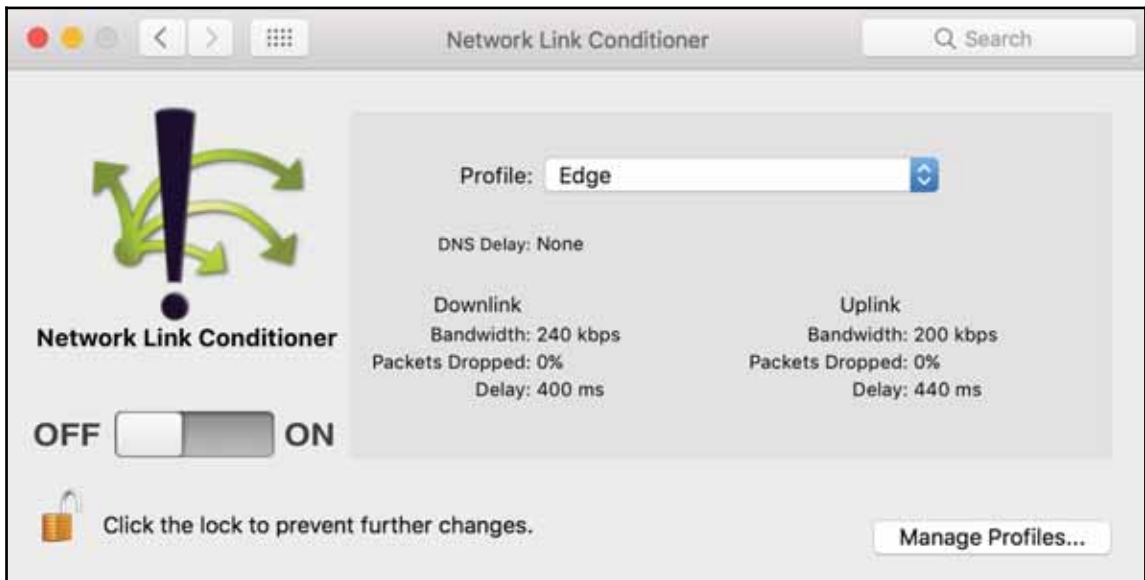 Network Link Conditioner
Search
Profile: Edge
DNS Delay: None
Downlink
Bandwidth: 240 kbps
Packets Dropped: 0%
Delay: 400 ms
Uplink
Bandwidth: 200 kbps
Packets Dropped: 0%
Delay: 440 ms
Network Link Conditioner
OFF ON
Click the lock to prevent further changes.
Manage Profiles...